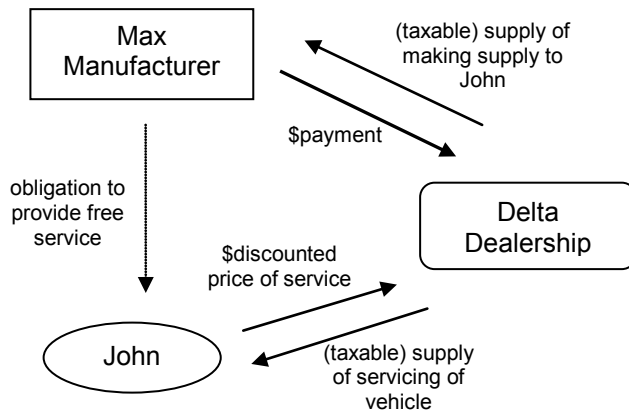 Max
Manufacturer
(taxable) supply of
making supply to
John
$payment
obligation to
provide free
service
Delta
Dealership
$discounted
price of service
John
(taxable) supply
of servicing of
vehicle